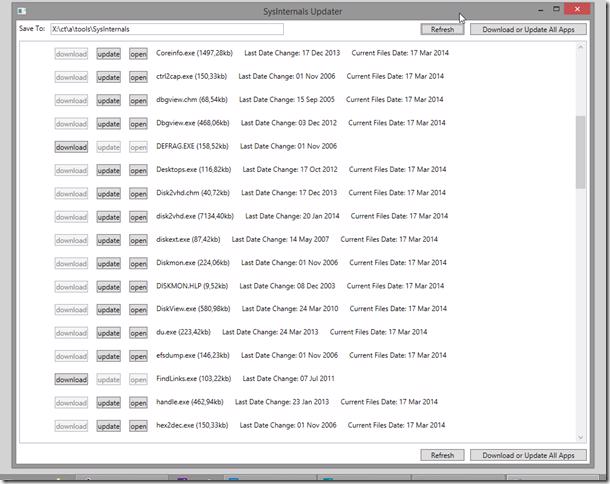 SysInternals Updater
Save To: X:\ct\a\tools\SysInternals Refresh Download or Update All Apps
download update open Coreinfo.exe (1497,28kb) Last Date Change: 17 Dec 2013 Current Files Date: 17 Mar 2014
download update open ctrl2cap.exe (150,33kb) Last Date Change: 01 Nov 2006 Current Files Date: 17 Mar 2014
download update open dbgview.chm (68,54kb) Last Date Change: 15 Sep 2005 Current Files Date: 17 Mar 2014
download update open Dbgview.exe (468,06kb) Last Date Change: 03 Dec 2012 Current Files Date: 17 Mar 2014
download update open DEFRAG.EXE (158,52kb) Last Date Change: 01 Nov 2006
download update open Desktops.exe (116,82kb) Last Date Change: 17 Oct 2012 Current Files Date: 17 Mar 2014
download update open Disk2vhd.chm (40,72kb) Last Date Change: 17 Dec 2013 Current Files Date: 17 Mar 2014
download update open disk2vhd.exe (7134,40kb) Last Date Change: 20 Jan 2014 Current Files Date: 17 Mar 2014
download update open diskext.exe (87,42kb) Last Date Change: 14 May 2007 Current Files Date: 17 Mar 2014
download update open Diskmon.exe (224,06kb) Last Date Change: 01 Nov 2006 Current Files Date: 17 Mar 2014
download update open DISKMON.HLP (9,52kb) Last Date Change: 08 Dec 2003 Current Files Date: 17 Mar 2014
download update open DiskView.exe (580,98kb) Last Date Change: 24 Mar 2010 Current Files Date: 17 Mar 2014
download update open du.exe (223,42kb) Last Date Change: 24 Mar 2013 Current Files Date: 17 Mar 2014
download update open efsdump.exe (146,23kb) Last Date Change: 01 Nov 2006 Current Files Date: 17 Mar 2014
download update open FindLinks.exe (103,22kb) Last Date Change: 07 Jul 2011
download update open handle.exe (462,94kb) Last Date Change: 23 Jan 2013 Current Files Date: 17 Mar 2014
download update open hex2dec.exe (150,33kb) Last Date Change: 01 Nov 2006 Current Files Date: 17 Mar 2014
Refresh Download or Update All Apps